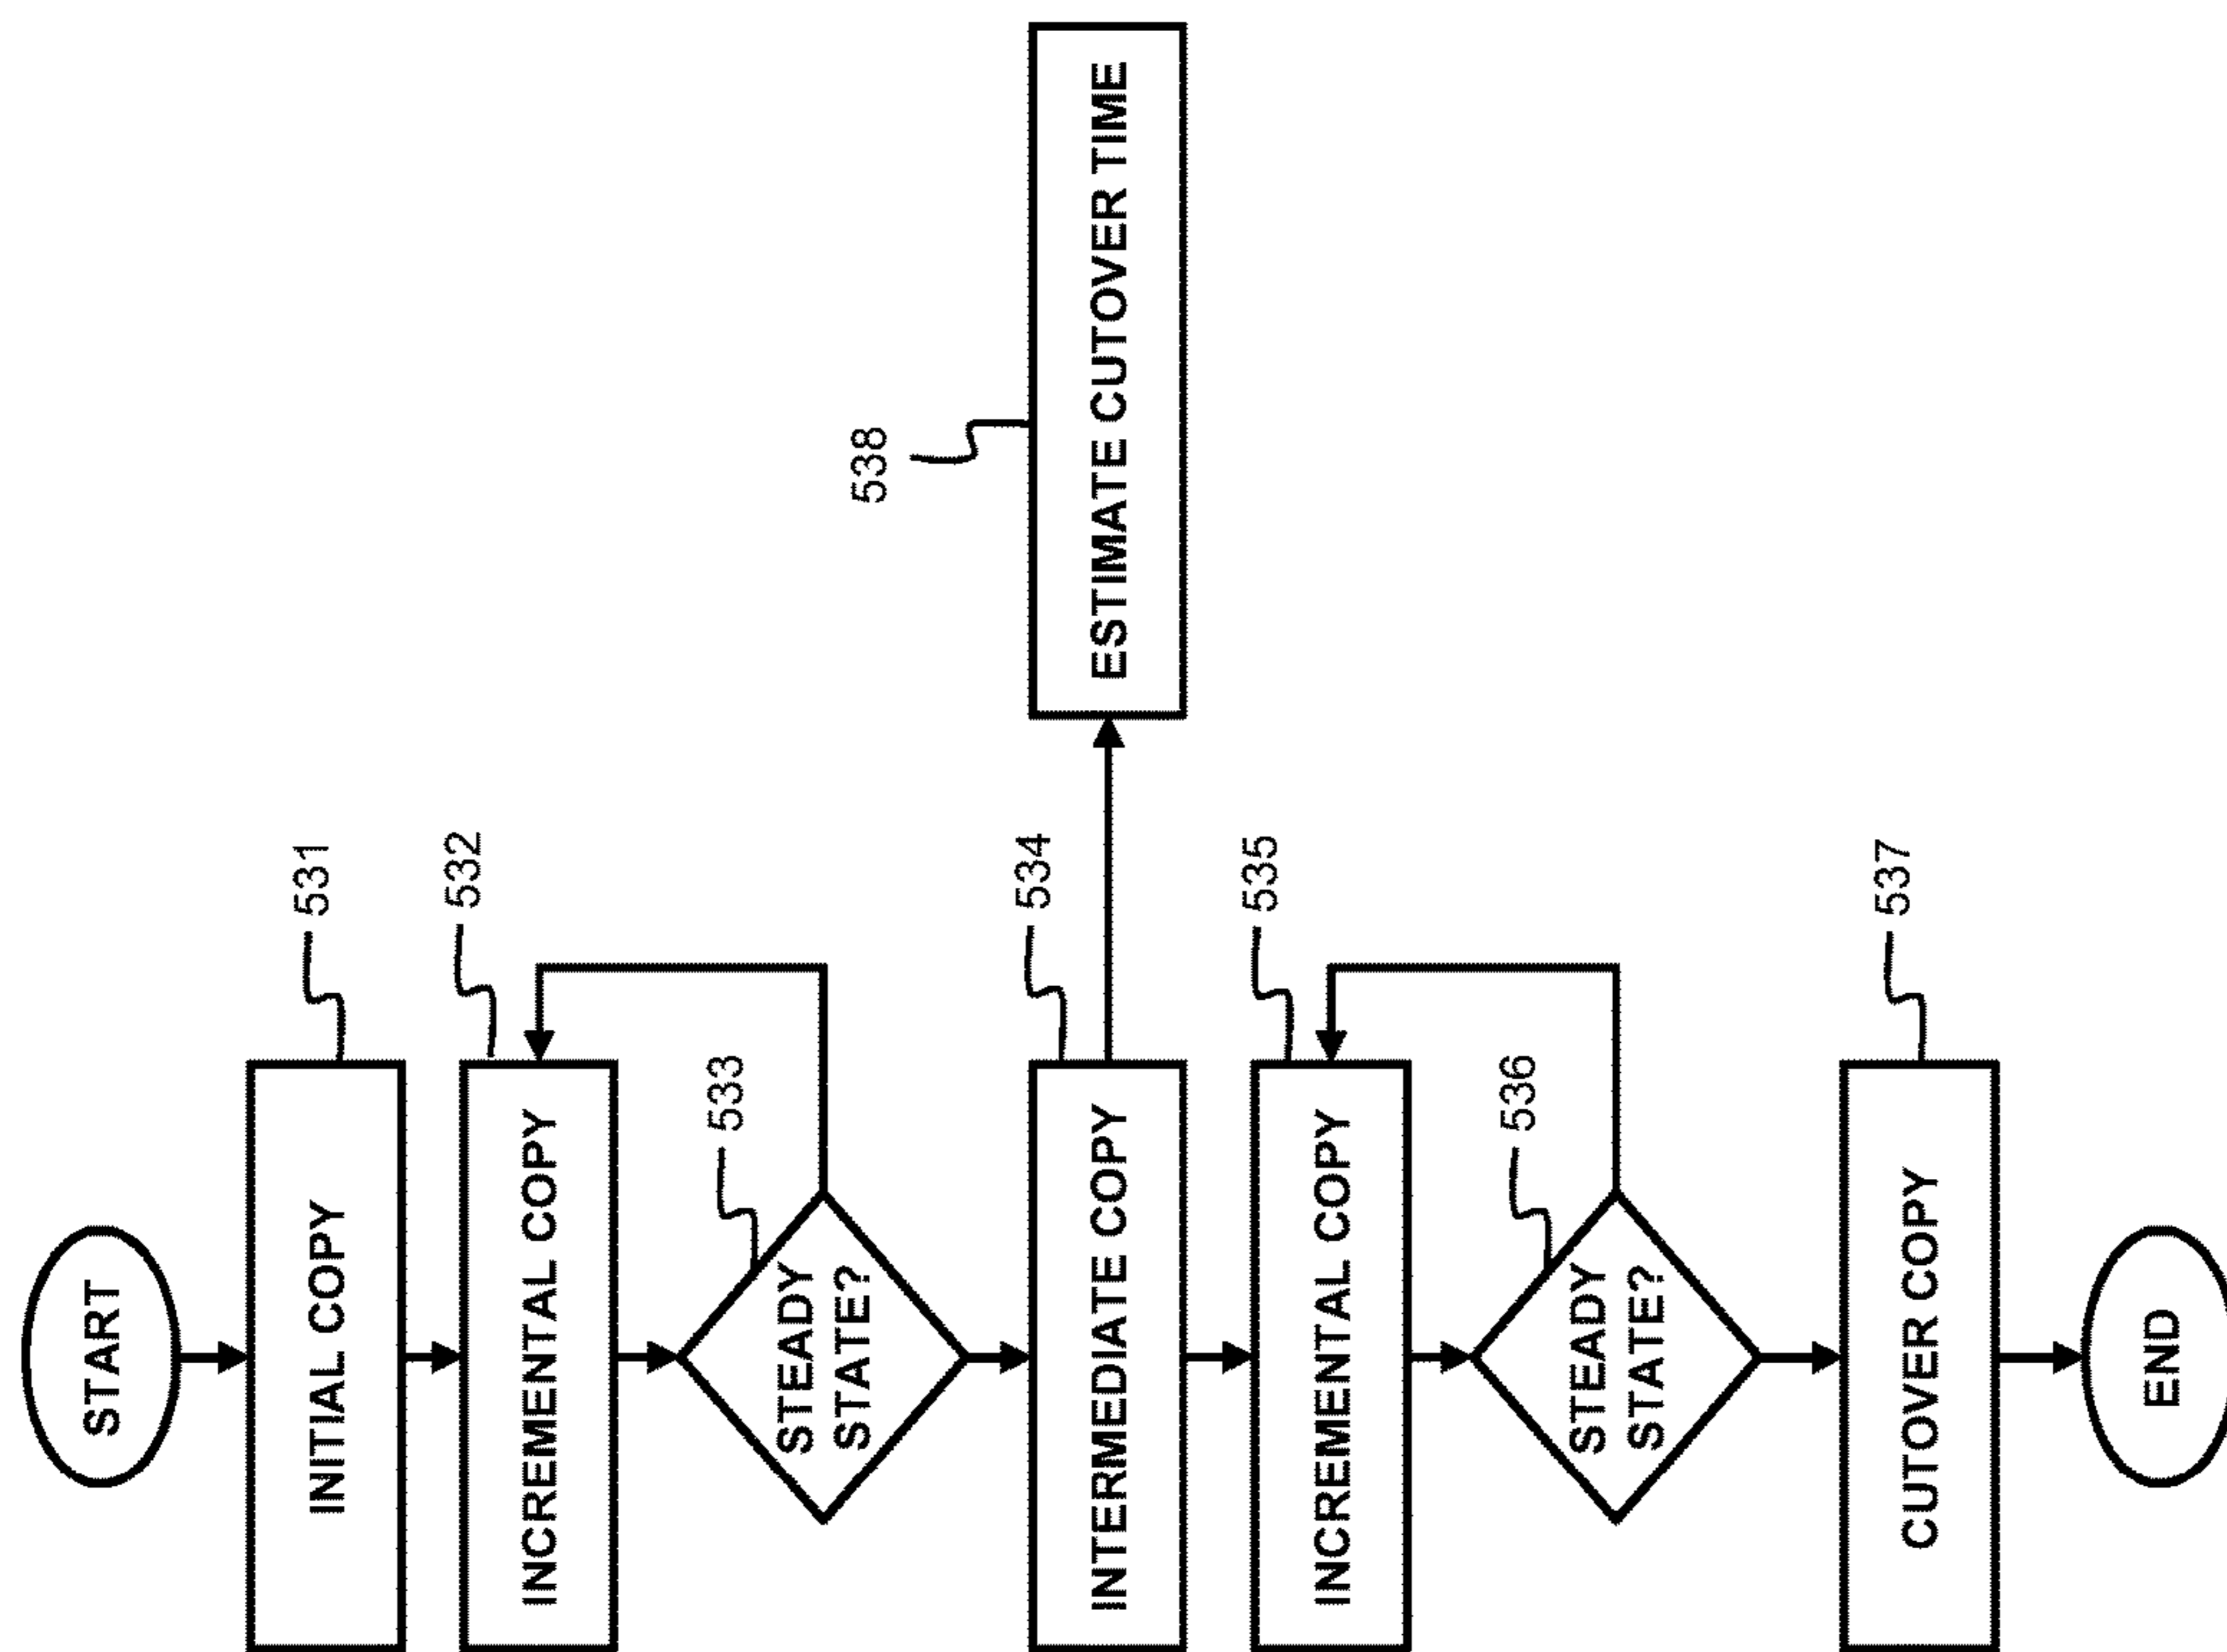 START
INITIAL COPY
531
INCREMENTAL COPY
532
STEADY
STATE?
533
INTERMEDIATE COPY
534
ESTIMATE CUTOVER TIME
538
INCREMENTAL COPY
535
STEADY
STATE?
536
CUTOVER COPY
537
END